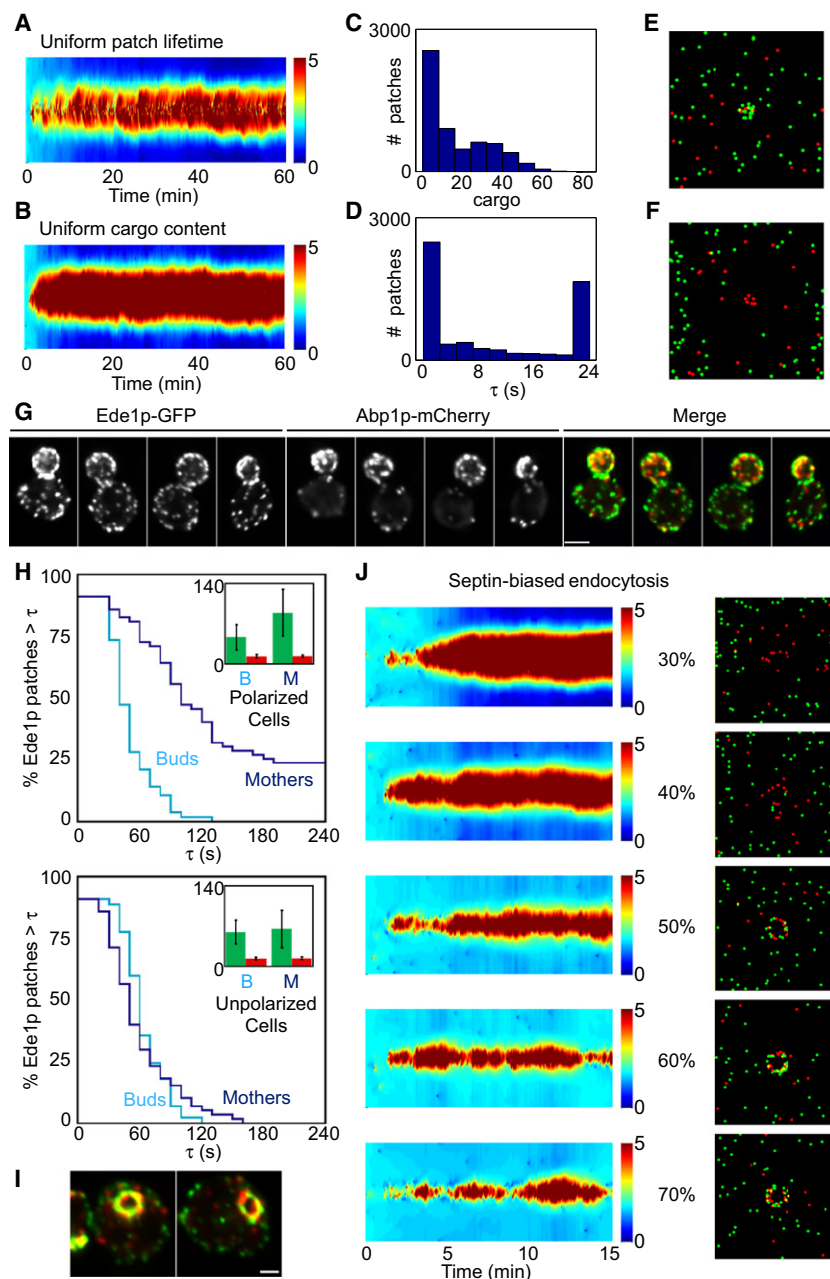 A
Uniform patch lifetime
5
0
0 20 40 60
Time (min)
B
Uniform cargo content
5
0
0 20 40 60
Time (min)
C
3000
# patches
0
0 20 40 60 80
cargo
D
3000
# patches
0
0 8 16 24
τ (s)
E
F
G
Ede1p-GFP Abp1p-mCherry Merge
H
100
75
50
25
0
% Ede1p patches > τ
140
0
B M
Polarized
Cells
Buds
Mothers
0 60 120 180 240
τ (s)
100
75
50
25
0
% Ede1p patches > τ
140
0
B M
Unpolarized
Cells
Buds
Mothers
0 60 120 180 240
τ (s)
I
J
Septin-biased endocytosis
5
0
30%
5
0
40%
5
0
50%
5
0
60%
5
0
70%
0 5 10 15
Time (min)